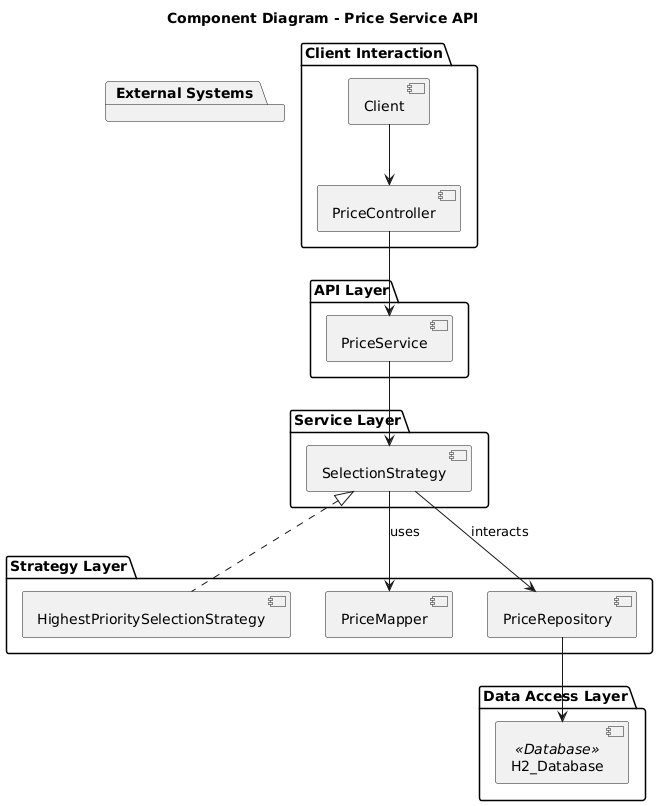 Component Diagram - Price Service API
Client Interaction
External Systems
Client
PriceController
API Layer
PriceService
Service Layer
SelectionStrategy
uses
interacts
Strategy Layer
HighestPrioritySelectionStrategy
PriceMapper
PriceRepository
Data Access Layer
«Database»
H2_Database